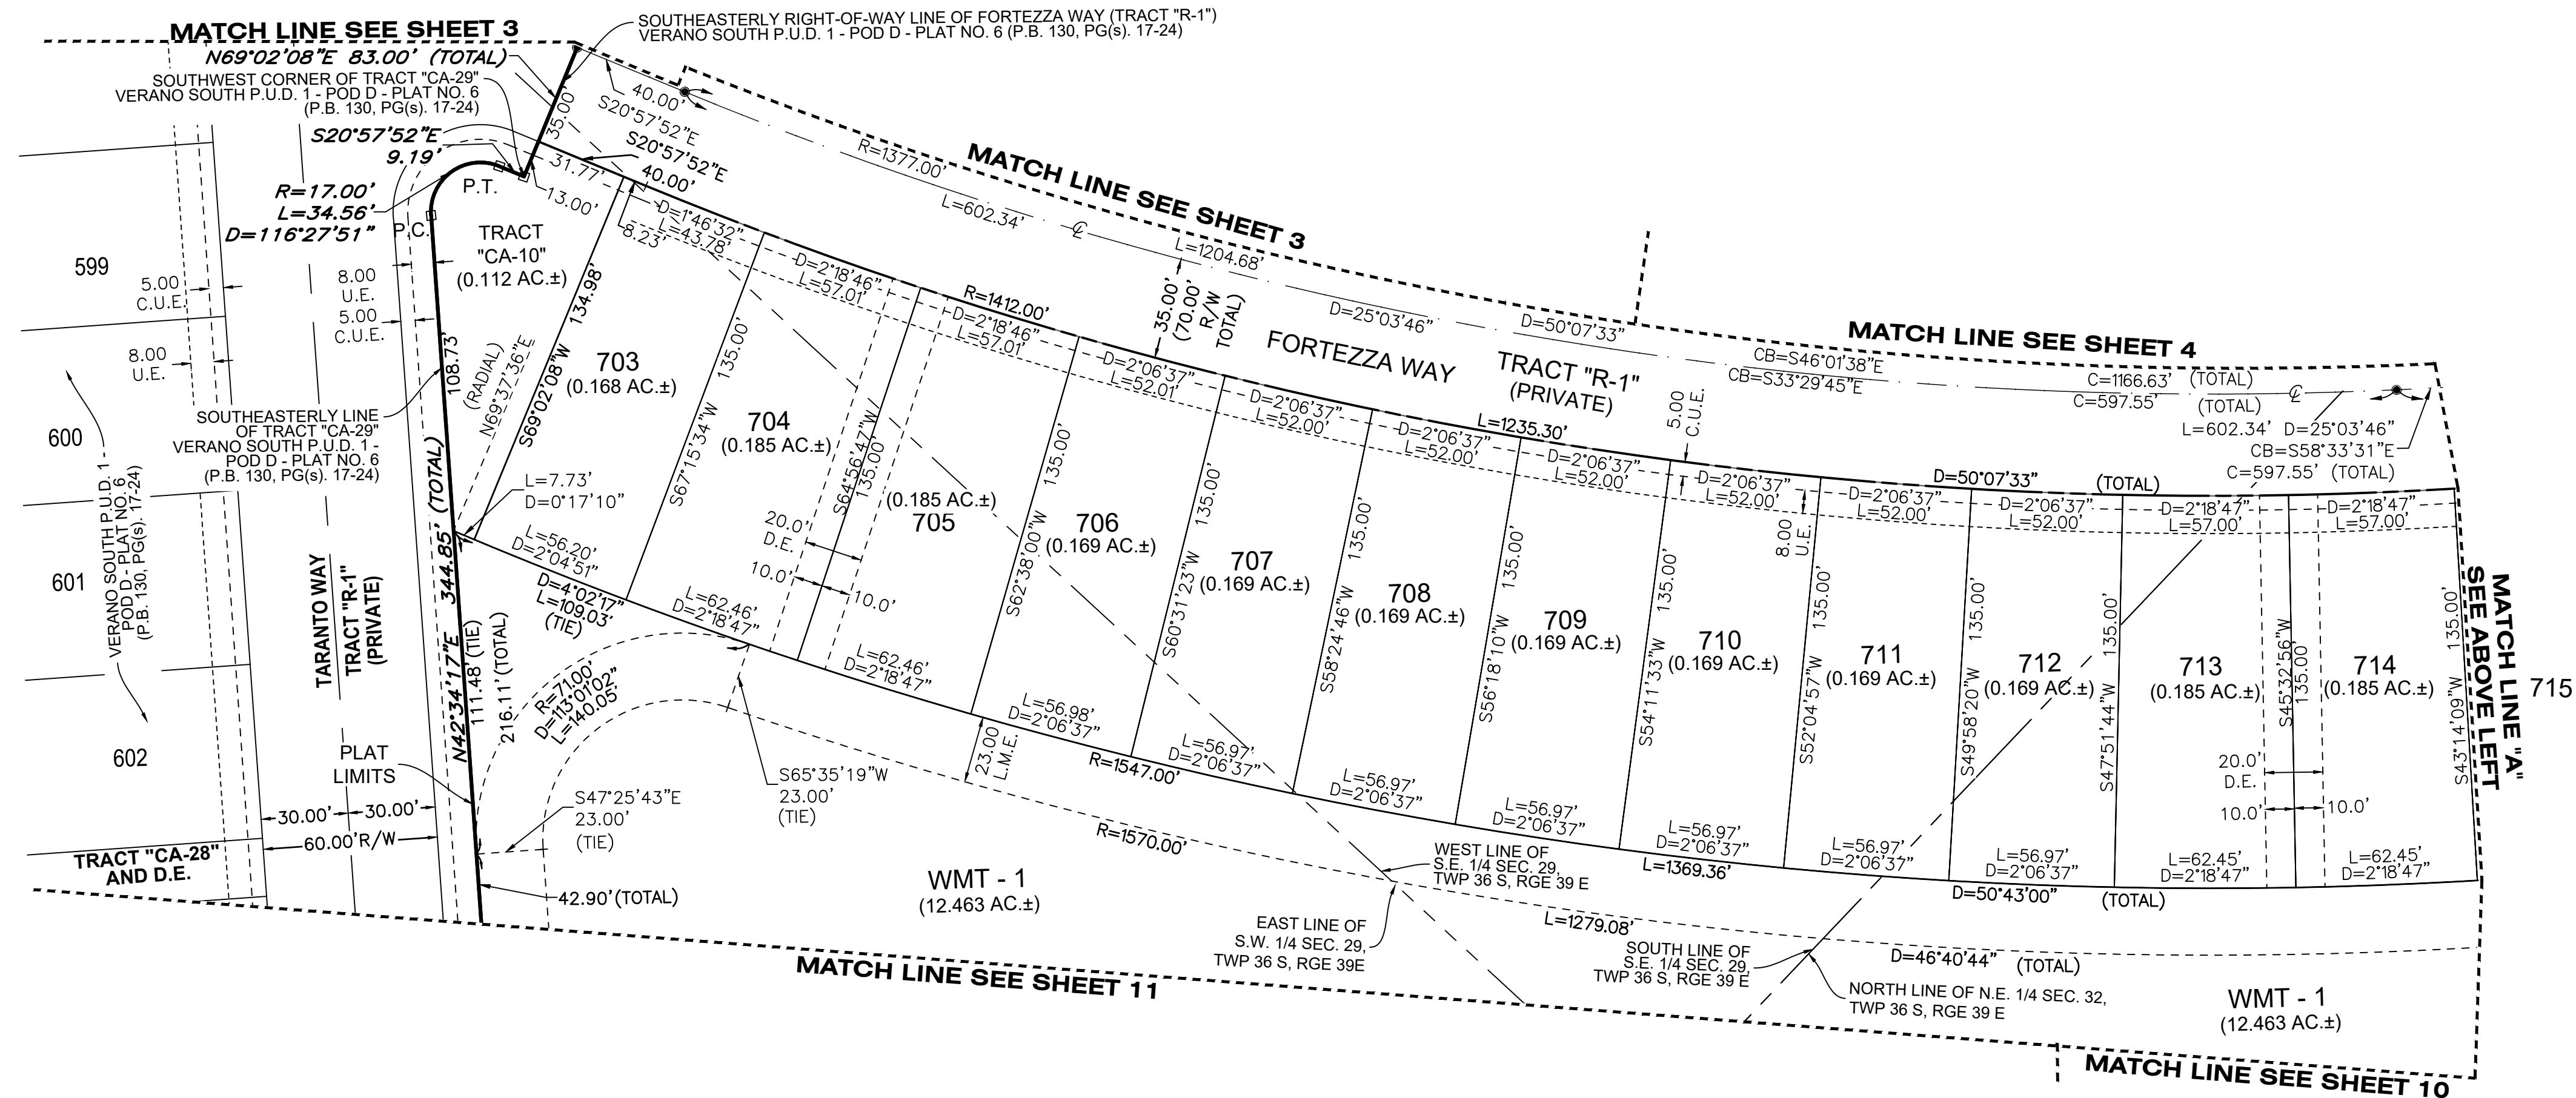 MATCH LINE SEE SHEET 3
N69°02'08"E 83.00' (TOTAL)
SOUTHWEST CORNER OF TRACT "CA-29"
VERANO SOUTH P.U.D. 1 - POD D - PLAT NO. 6
(P.B. 130, PG(s). 17-24)
S20°57'52"E
9.19'
R=17.00'
L=34.56'
D=116°27'51"
SOUTHEASTERLY RIGHT-OF-WAY LINE OF FORTEZZA WAY (TRACT "R-1")
VERANO SOUTH P.U.D. 1 - POD D - PLAT NO. 6 (P.B. 130, PG(s). 17-24)
35.00'
40.00'
S20°57'52"E
S20°57'52"E
40.00'
31.77'
13.00'
P.T.
P.C.
TRACT
"CA-10"
(0.112 AC.±)
8.23'
R=1377.00'
L=602.34'
℄
MATCH LINE SEE SHEET 3
L=1204.68'
35.00'
(70.00'
R/W
TOTAL)
D=25°03'46"
D=50°07'33"
FORTEZZA WAY
TRACT "R-1"
(PRIVATE)
MATCH LINE SEE SHEET 4
CB=S46°01'38"E
CB=S33°29'45"E
C=1166.63' (TOTAL)
C=597.55' (TOTAL)
℄
L=602.34' D=25°03'46"
CB=S58°33'31"E
C=597.55' (TOTAL)
5.00
C.U.E.
R=1412.00'
L=1235.30'
D=50°07'33" (TOTAL)
D=1°46'32"
L=43.78'
D=2°18'46"
L=57.01'
D=2°18'46"
L=57.01'
D=2°06'37"
L=52.01'
D=2°06'37"
L=52.00'
D=2°06'37"
L=52.00'
D=2°06'37"
L=52.00'
D=2°06'37"
L=52.00'
D=2°06'37"
L=52.00'
D=2°06'37"
L=52.00'
D=2°18'47"
L=57.00'
D=2°18'47"
L=57.00'
599
5.00
C.U.E.
8.00
U.E.
5.00
C.U.E.
8.00
U.E.
600
601
602
VERANO SOUTH P.U.D. 1 -
POD D - PLAT NO. 6
(P.B. 130, PG(s). 17-24)
SOUTHEASTERLY LINE
OF TRACT "CA-29"
VERANO SOUTH P.U.D. 1 -
POD D - PLAT NO. 6
(P.B. 130, PG(s). 17-24)
TARANTO WAY
TRACT "R-1"
(PRIVATE)
108.73'
N42°34'17"E 344.85' (TOTAL)
111.48' (TIE)
216.11' (TOTAL)
(RADIAL)
N69°37'36"E
S69°02'08"W 134.98'
703
(0.168 AC.±)
S67°15'34"W 135.00'
704
(0.185 AC.±)
S64°56'47"W
135.00'
(0.185 AC.±)
705
S62°38'00"W 135.00'
706
(0.169 AC.±)
S60°31'23"W 135.00'
707
(0.169 AC.±)
S58°24'46"W 135.00'
708
(0.169 AC.±)
S56°18'10"W 135.00'
709
(0.169 AC.±)
S54°11'33"W 135.00'
710
(0.169 AC.±)
8.00
U.E.
S52°04'57"W 135.00'
711
(0.169 AC.±)
S49°58'20"W 135.00'
712
(0.169 AC.±)
S47°51'44"W 135.00'
713
(0.185 AC.±)
S45°32'56"W
135.00'
714
(0.185 AC.±)
S43°14'09"W 135.00'
MATCH LINE "A"
SEE ABOVE LEFT
715
L=7.73'
D=0°17'10"
20.0'
D.E.
10.0'
10.0'
20.0'
D.E.
10.0'
10.0'
L=56.20'
D=2°04'51"
D=4°02'17"
L=109.03'
(TIE)
L=62.46'
D=2°18'47"
L=62.46'
D=2°18'47"
L=56.98'
D=2°06'37"
L=56.97'
D=2°06'37"
L=56.97'
D=2°06'37"
L=56.97'
D=2°06'37"
L=56.97'
D=2°06'37"
L=56.97'
D=2°06'37"
L=56.97'
D=2°06'37"
L=62.45'
D=2°18'47"
L=62.45'
D=2°18'47"
R=71.00'
D=113°01'02"
L=140.05'
23.00
L.M.E.
R=1547.00'
L=1369.36'
D=50°43'00" (TOTAL)
PLAT
LIMITS
30.00'
30.00'
60.00'R/W
TRACT "CA-28"
AND D.E.
S47°25'43"E
23.00'
(TIE)
S65°35'19"W
23.00'
(TIE)
42.90' (TOTAL)
R=1570.00'
WMT - 1
(12.463 AC.±)
WEST LINE OF
S.E. 1/4 SEC. 29,
TWP 36 S, RGE 39 E
EAST LINE OF
S.W. 1/4 SEC. 29,
TWP 36 S, RGE 39E
L=1279.08'
SOUTH LINE OF
S.E. 1/4 SEC. 29,
TWP 36 S, RGE 39 E
D=46°40'44" (TOTAL)
NORTH LINE OF N.E. 1/4 SEC. 32,
TWP 36 S, RGE 39 E
WMT - 1
(12.463 AC.±)
MATCH LINE SEE SHEET 11
MATCH LINE SEE SHEET 10